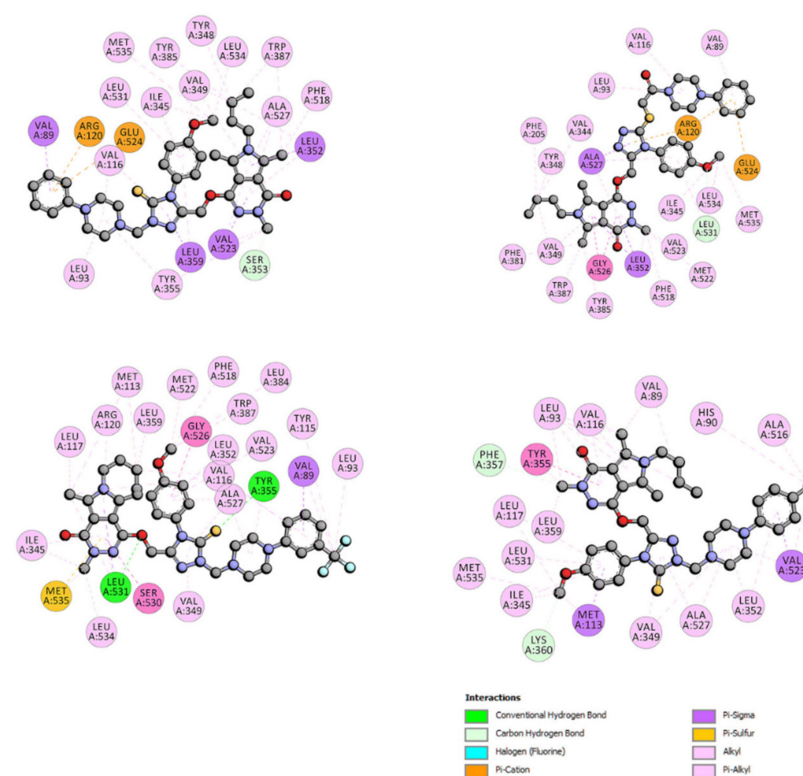 TYR
A:348
MET
A:535
TYR
A:385
LEU
A:534
TRP
A:387
VAL
A:349
LEU
A:531
ILE
A:345
ALA
A:527
PHE
A:518
VAL
A:89
ARG
A:120
GLU
A:524
LEU
A:352
VAL
A:116
LEU
A:359
VAL
A:523
SER
A:353
LEU
A:93
TYR
A:355
VAL
A:116
VAL
A:89
LEU
A:93
PHE
A:205
VAL
A:344
ARG
A:120
TYR
A:348
ALA
A:527
GLU
A:524
ILE
A:345
LEU
A:534
MET
A:535
LEU
A:531
PHE
A:381
VAL
A:349
VAL
A:523
GLY
A:526
LEU
A:352
MET
A:522
TRP
A:387
TYR
A:385
PHE
A:518
MET
A:113
MET
A:522
PHE
A:518
LEU
A:384
ARG
A:120
LEU
A:359
TRP
A:387
GLY
A:526
TYR
A:115
LEU
A:117
LEU
A:352
VAL
A:523
VAL
A:116
VAL
A:89
LEU
A:93
TYR
A:355
ALA
A:527
ILE
A:345
MET
A:535
LEU
A:531
SER
A:530
VAL
A:349
LEU
A:534
LEU
A:93
VAL
A:116
VAL
A:89
HIS
A:90
ALA
A:516
PHE
A:357
TYR
A:355
LEU
A:117
LEU
A:359
LEU
A:531
MET
A:535
ILE
A:345
VAL
A:523
MET
A:113
LEU
A:352
ALA
A:527
VAL
A:349
LYS
A:360
Interactions
Conventional Hydrogen Bond
Carbon Hydrogen Bond
Halogen (Fluorine)
Pi-Cation
Pi-Sigma
Pi-Sulfur
Alkyl
Pi-Alkyl